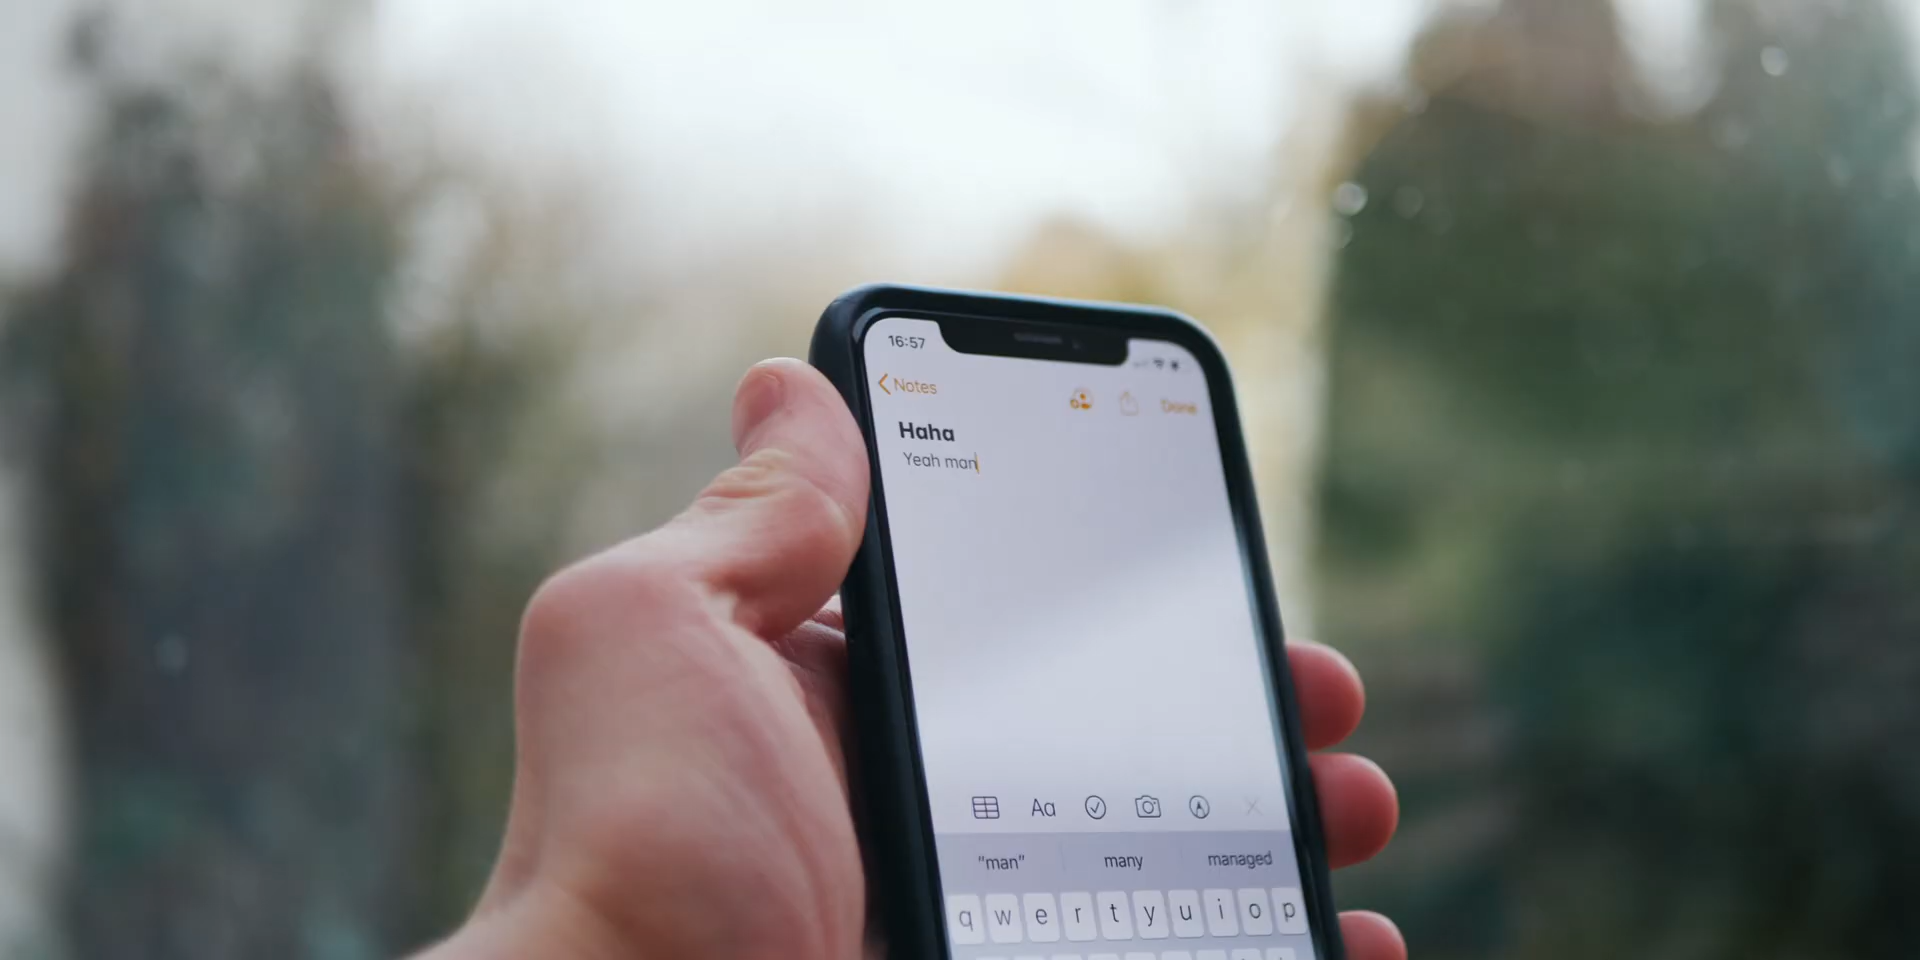 16:57
Notes
Done
Haha
Yeah man
Aa
"man" many managed
q w e r t y u i o p